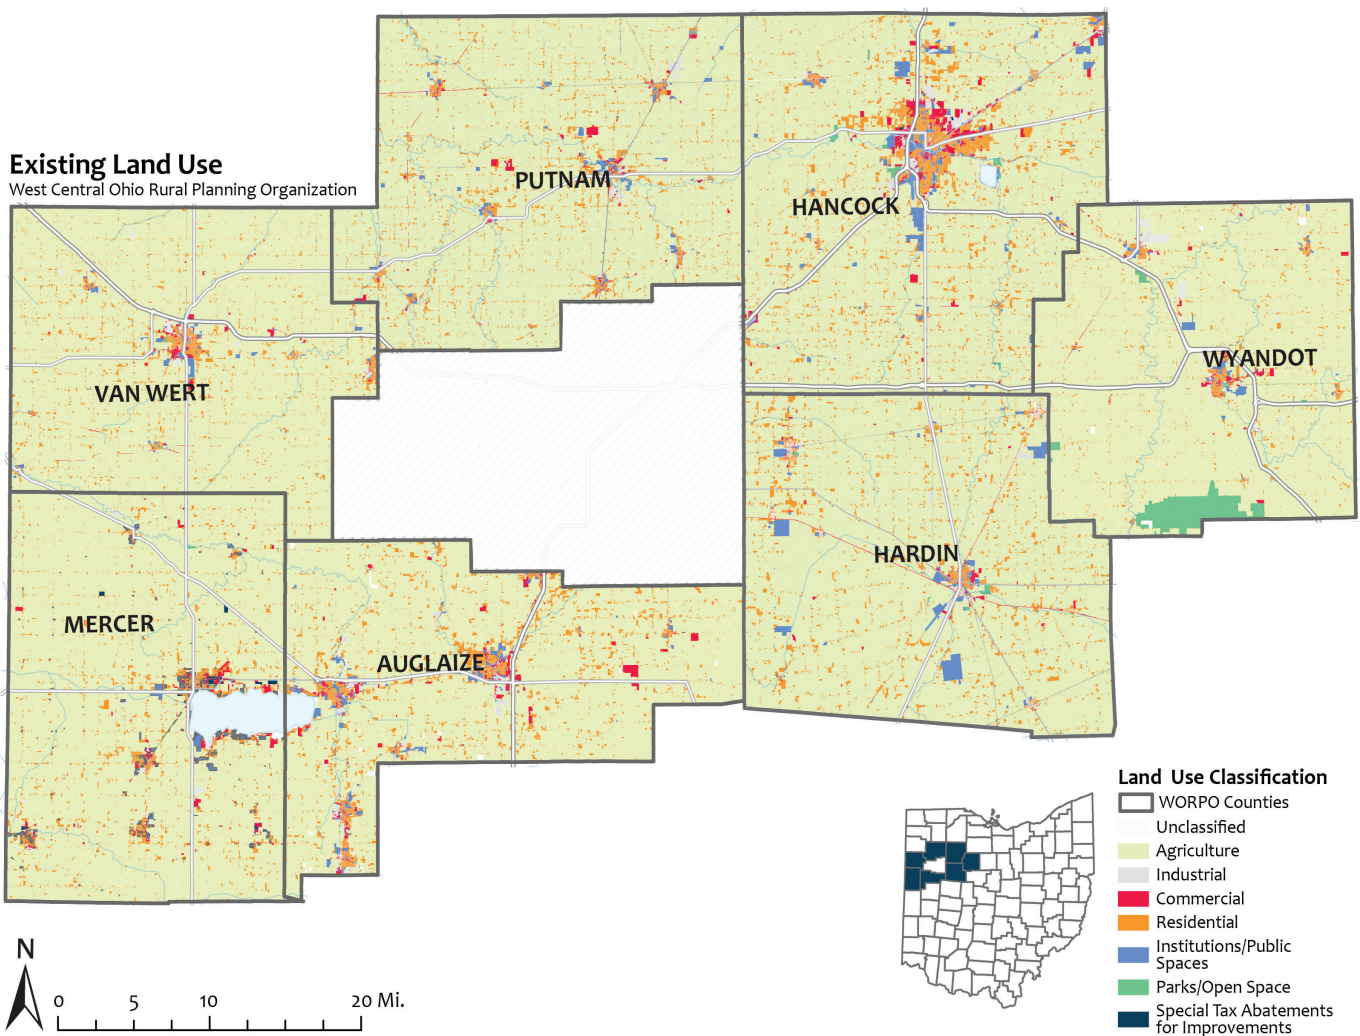 Existing Land Use
West Central Ohio Rural Planning Organization
PUTNAM
HANCOCK
VAN WERT
WYANDOT
MERCER
AUGLAIZE
HARDIN
N
0 5 10 20 Mi.
Land Use Classification
WORPO Counties
Unclassified
Agriculture
Industrial
Commercial
Residential
Institutions/Public
Spaces
Parks/Open Space
Special Tax Abatements
for Improvements